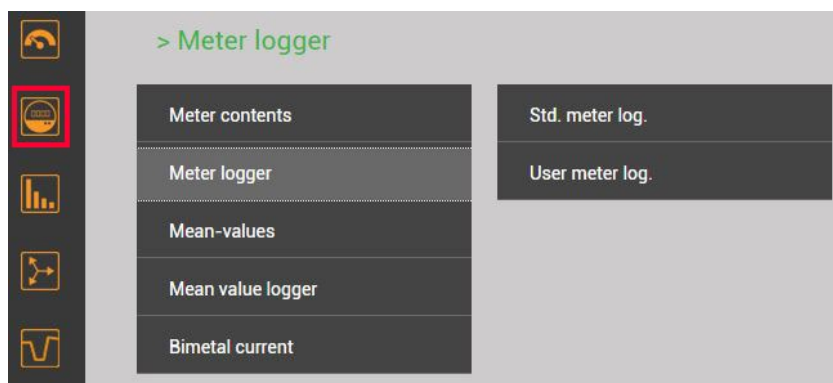 > Meter logger
Meter contents
Meter logger
Mean-values
Mean value logger
Bimetal current
Std. meter log.
User meter log.